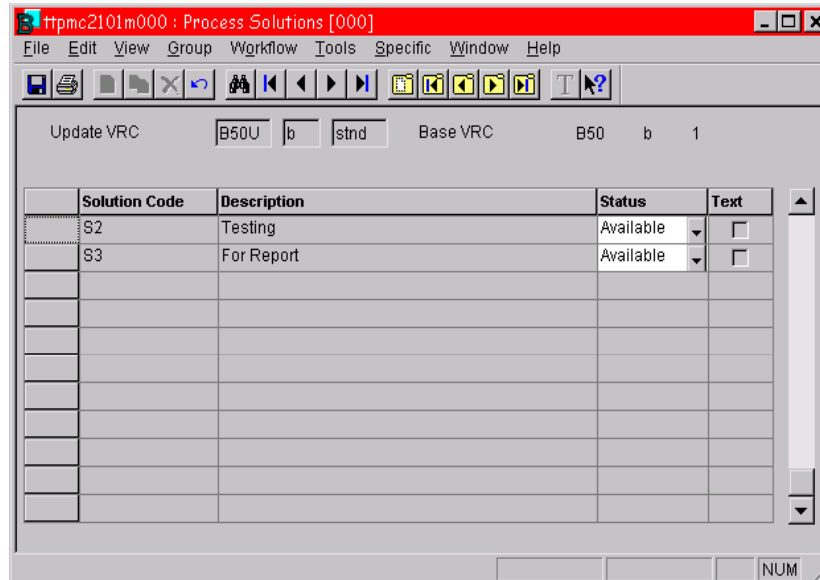 ttpmc2101m000 : Process Solutions [000]
File Edit View Group Workflow Tools Specific Window Help
T ?
Update VRC B50U b stnd Base VRC B50 b 1
Solution Code Description Status Text
S2 Testing Available
S3 For Report Available
NUM